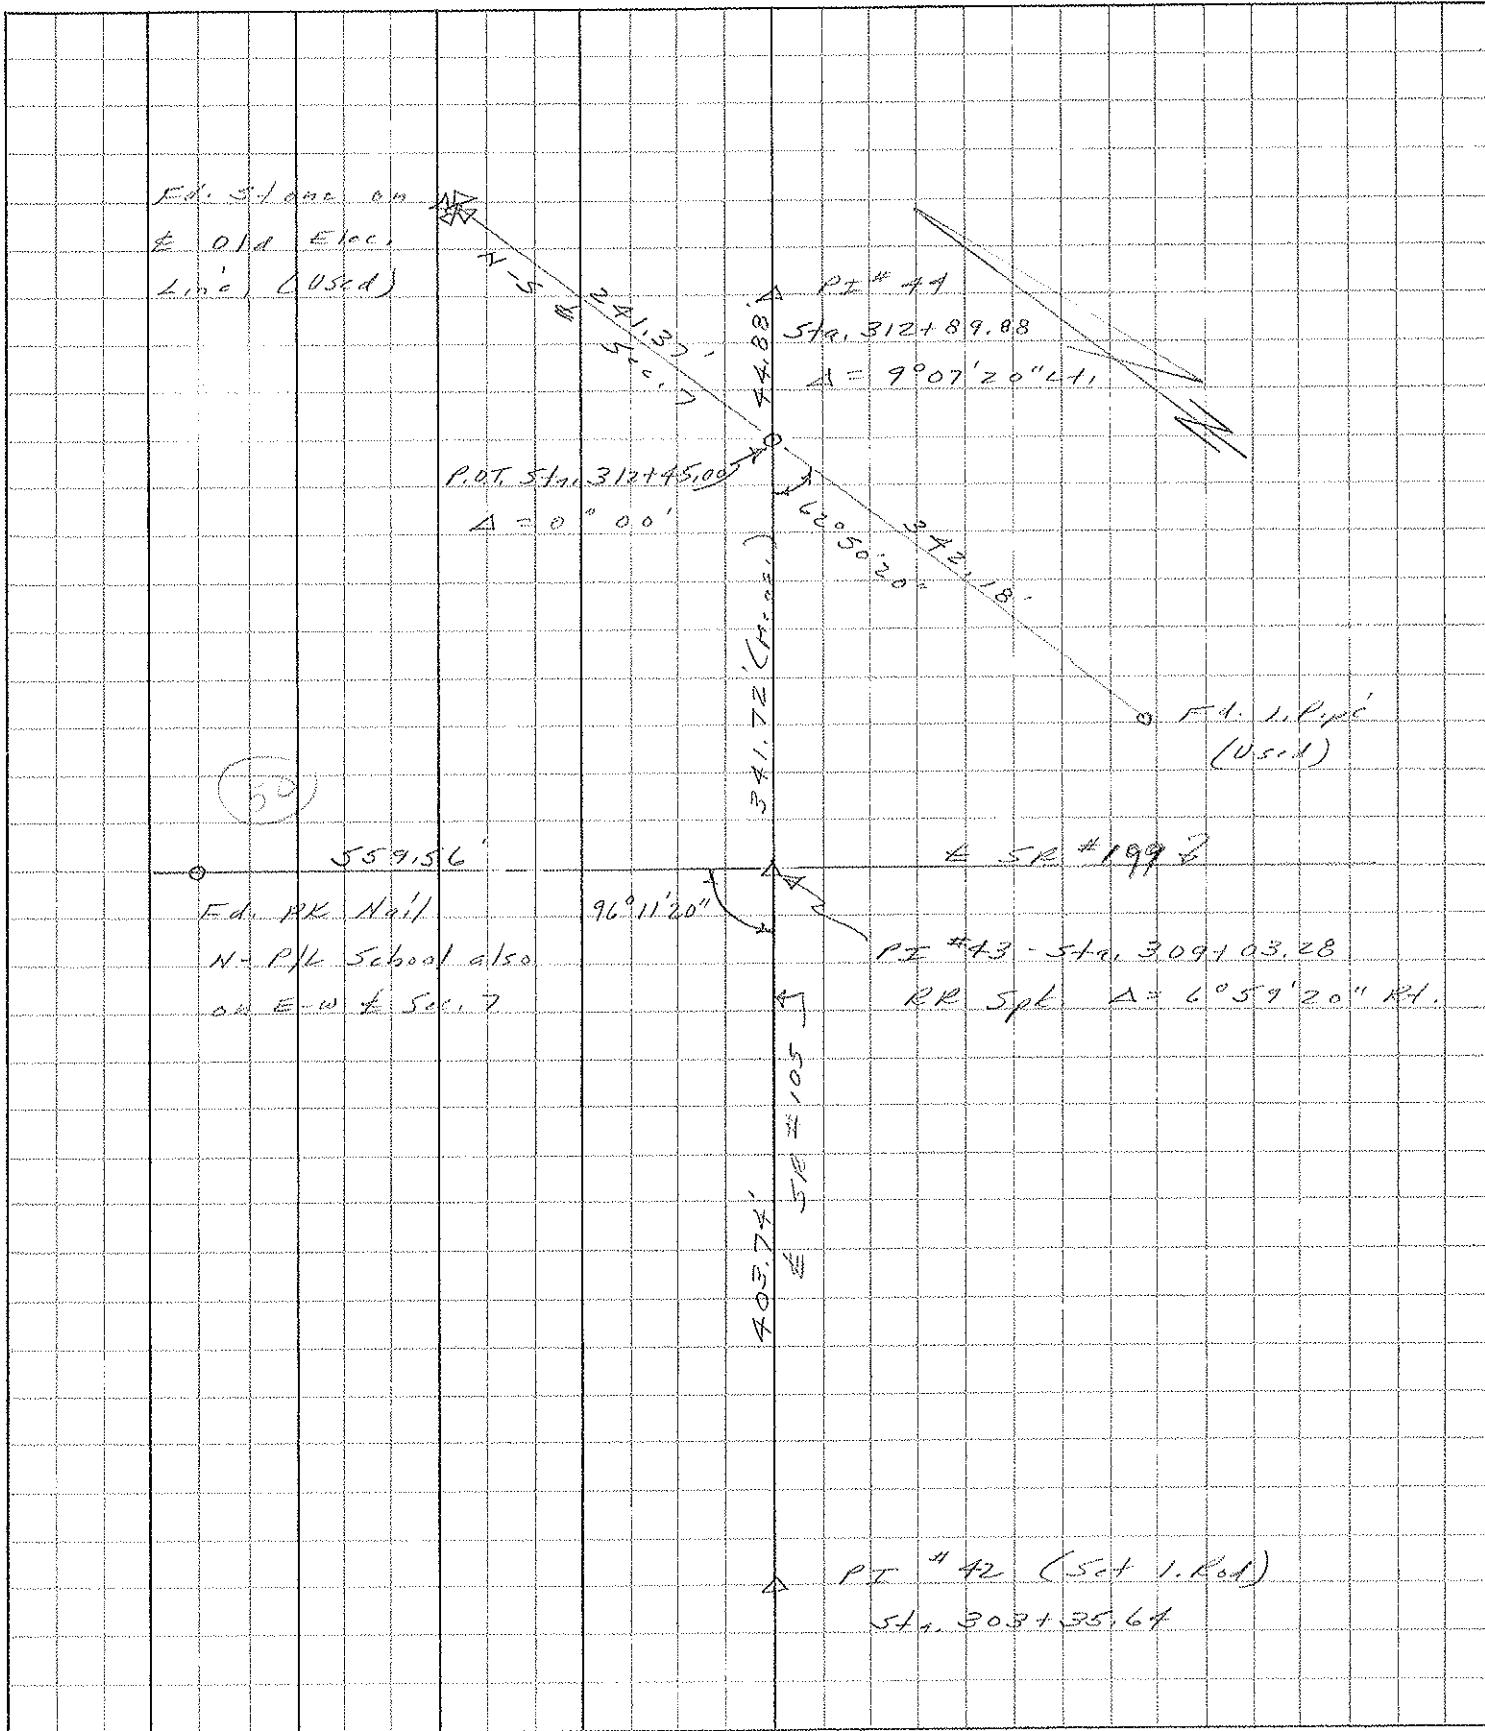 Fd. Stone on
℄ Old Elec.
Line, (Used)
N-S ℄ Sec. 7
241.37'
44.88'
PI # 44
Sta. 312+89.88
Δ = 9°07'20" Lt.
N
P.O.T. Sta. 312+45.00
Δ = 0° 00'
62°50'20"
342.18'
341.72' (Meas.)
Fd. I. Pipe
(Used)
50
559.56'
℄ SR #199
Fd. PK Nail
N- P/L School also
on E-W ℄ Sec. 7
96°11'20"
PI #43 - Sta. 309+03.28
RR Spk. Δ = 6°59'20" Rt.
℄ SR # 105
403.74'
PI # 42 (Set I. Rod)
Sta. 303+35.64